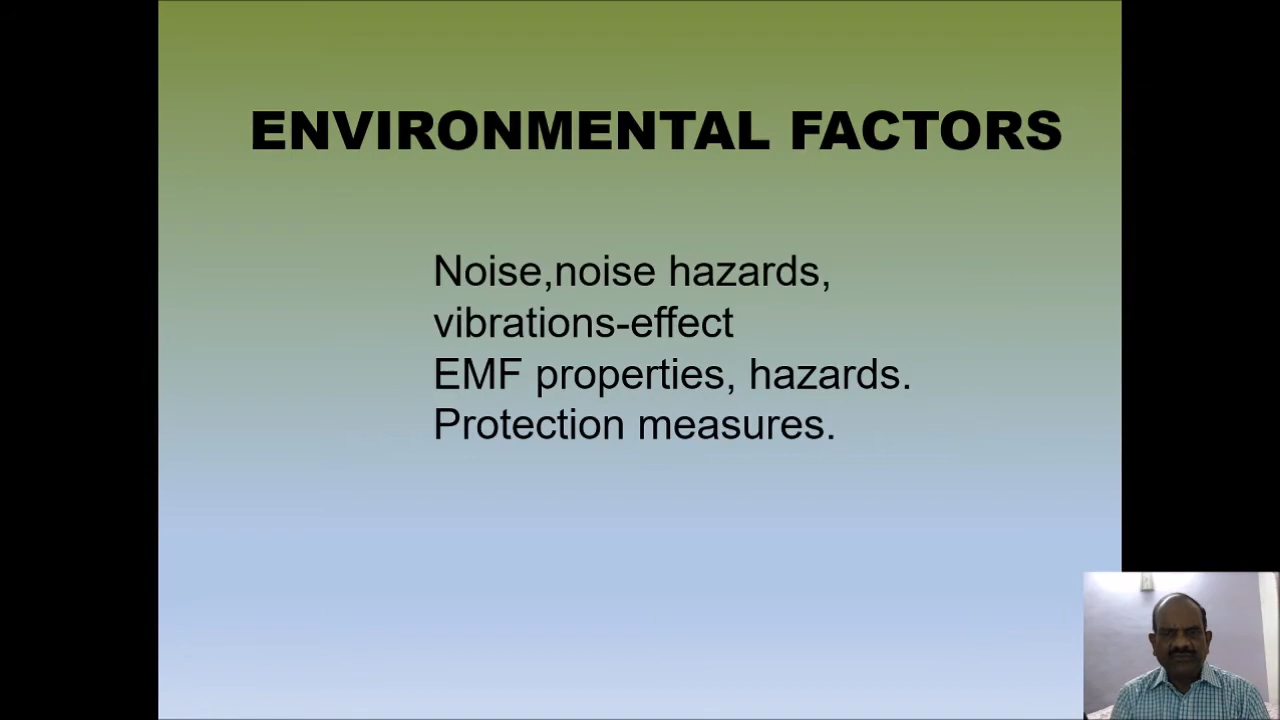 ENVIRONMENTAL FACTORS
Noise,noise hazards,
vibrations-effect
EMF properties, hazards.
Protection measures.